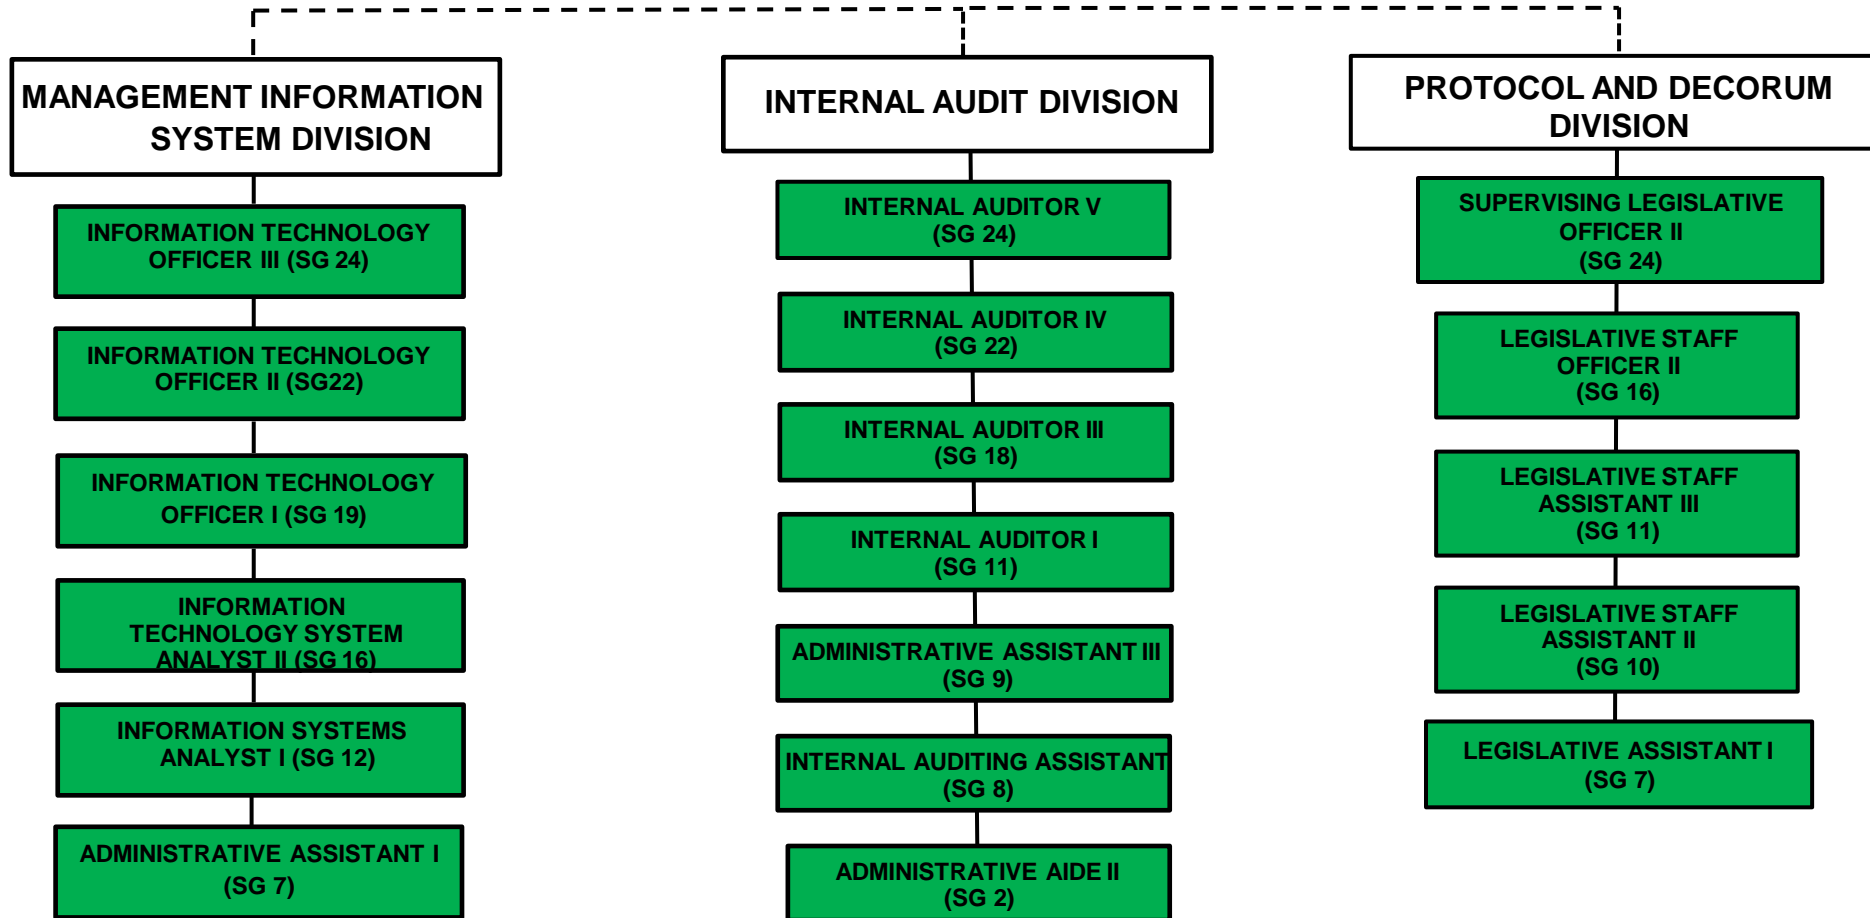 MANAGEMENT INFORMATION
SYSTEM DIVISION
INFORMATION TECHNOLOGY
OFFICER III (SG 24)
INFORMATION TECHNOLOGY
OFFICER II (SG22)
INFORMATION TECHNOLOGY
OFFICER I (SG 19)
INFORMATION
TECHNOLOGY SYSTEM
ANALYST II (SG 16)
INFORMATION SYSTEMS
ANALYST I (SG 12)
ADMINISTRATIVE ASSISTANT I
(SG 7)
INTERNAL AUDIT DIVISION
INTERNAL AUDITOR V
(SG 24)
INTERNAL AUDITOR IV
(SG 22)
INTERNAL AUDITOR III
(SG 18)
INTERNAL AUDITOR I
(SG 11)
ADMINISTRATIVE ASSISTANT III
(SG 9)
INTERNAL AUDITING ASSISTANT
(SG 8)
ADMINISTRATIVE AIDE II
(SG 2)
PROTOCOL AND DECORUM
DIVISION
SUPERVISING LEGISLATIVE
OFFICER II
(SG 24)
LEGISLATIVE STAFF
OFFICER II
(SG 16)
LEGISLATIVE STAFF
ASSISTANT III
(SG 11)
LEGISLATIVE STAFF
ASSISTANT II
(SG 10)
LEGISLATIVE ASSISTANT I
(SG 7)